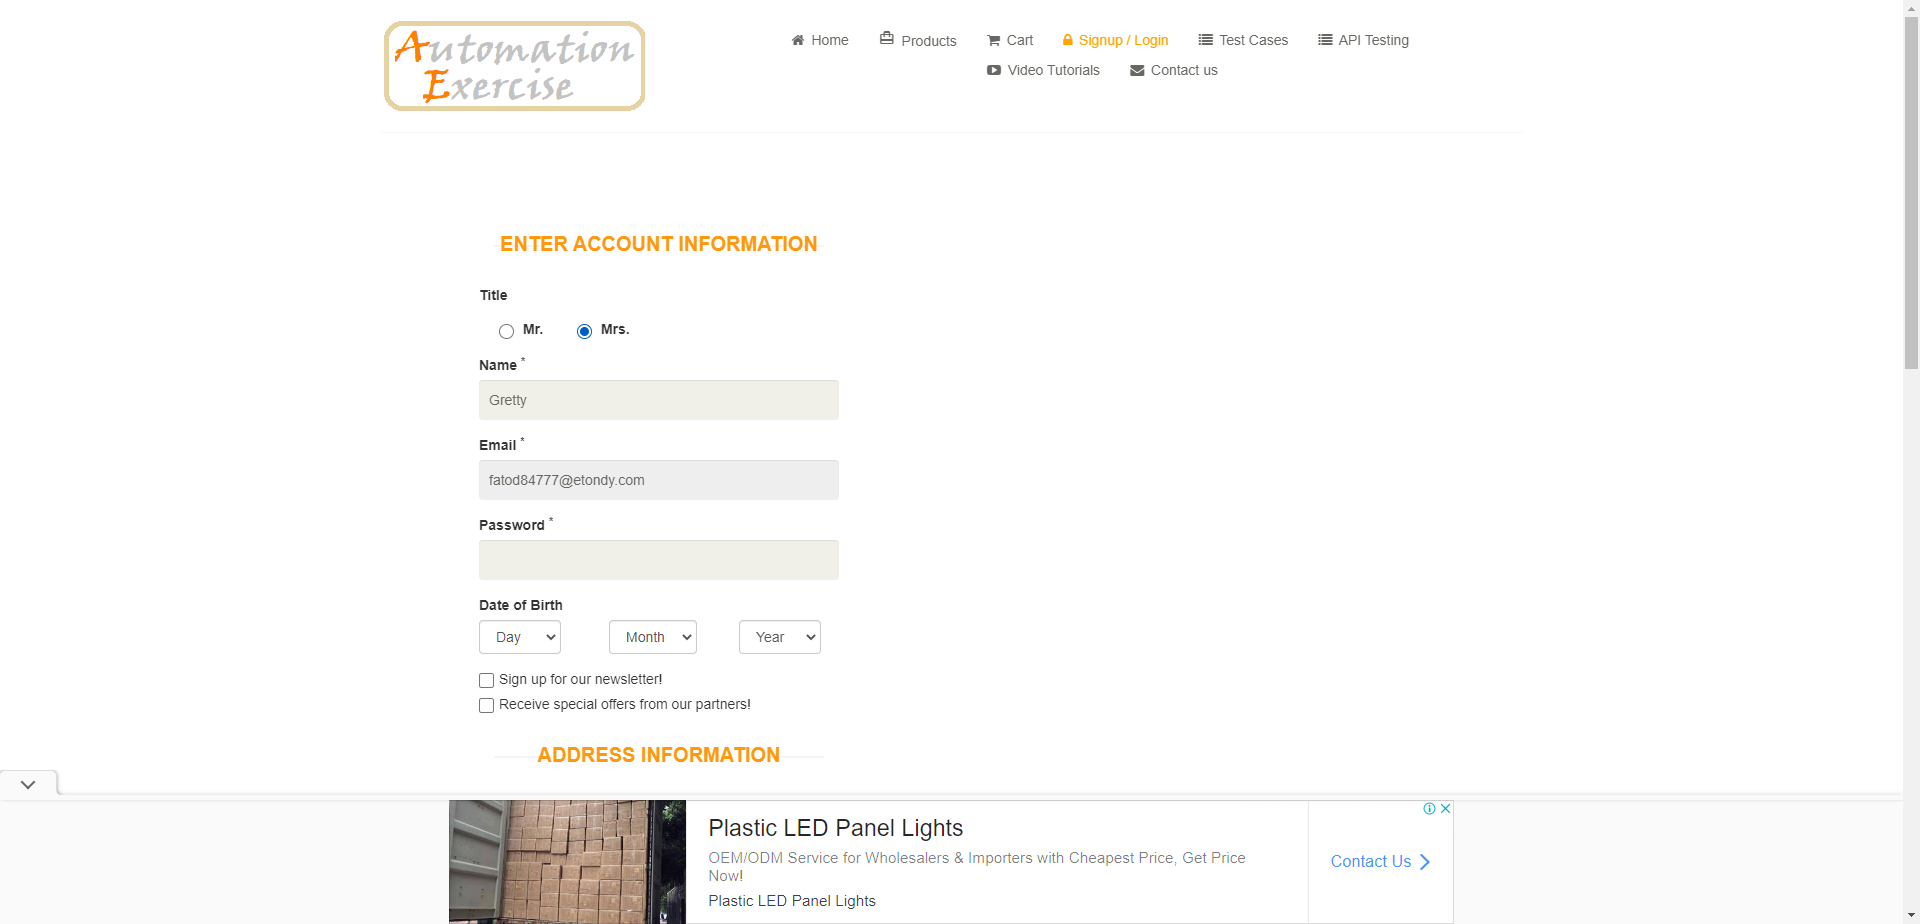 Automation
Exercise
Home
Products
Cart
Signup / Login
Test Cases
API Testing
Video Tutorials
Contact us
ENTER ACCOUNT INFORMATION
Title
Mr.
Mrs.
Name *
Gretty
Email *
fatod84777@etondy.com
Password *
Date of Birth
Day
Month
Year
Sign up for our newsletter!
Receive special offers from our partners!
ADDRESS INFORMATION
Plastic LED Panel Lights
OEM/ODM Service for Wholesalers & Importers with Cheapest Price, Get Price
Now!
Plastic LED Panel Lights
Contact Us